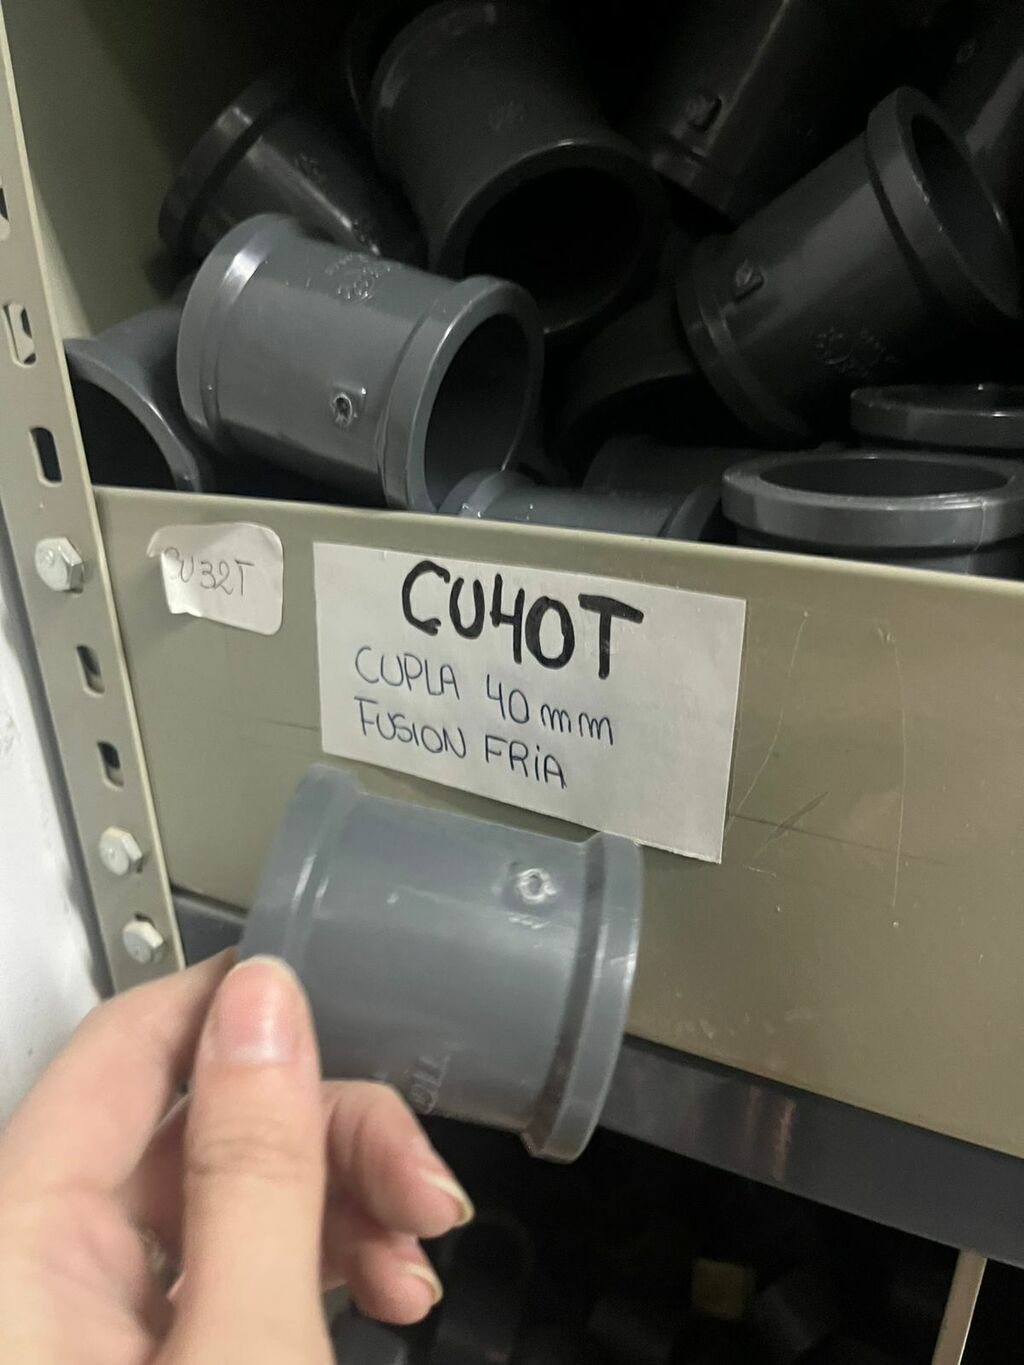 CU32T
CU40T
CUPLA 40 mm
FUSION FRiA